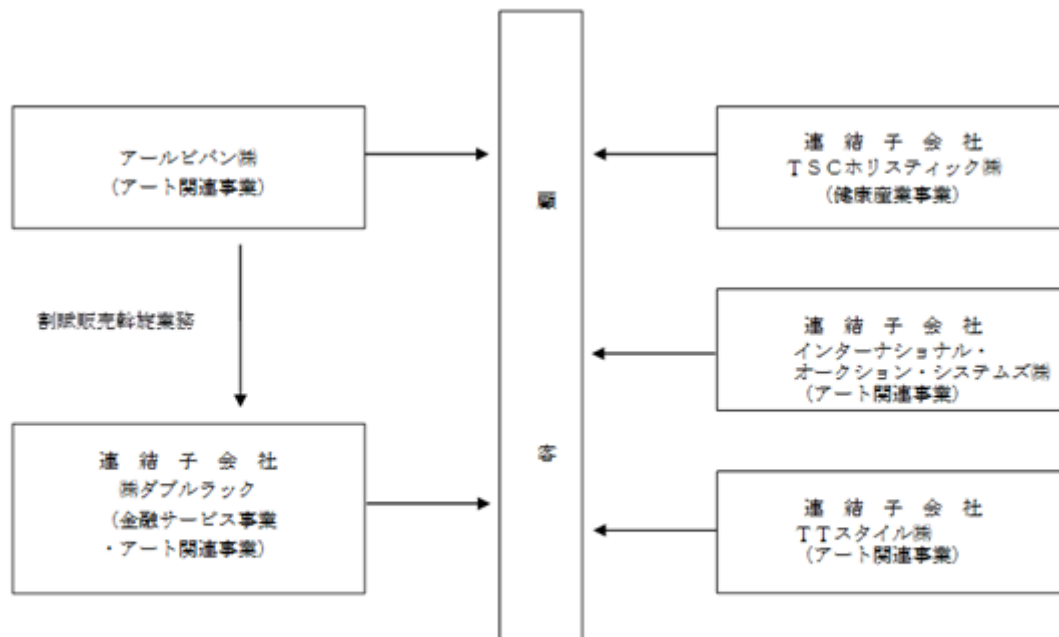 アールビバン㈱
（アート関連事業）
割賦販売斡旋業務
連 結 子 会 社
㈱ダブルラック
（金融サービス事業
・アート関連事業）
顧
客
連 結 子 会 社
ＴＳＣホリスティック㈱
（健康産業事業）
連 結 子 会 社
インターナショナル・
オークション・システムズ㈱
（アート関連事業）
連 結 子 会 社
ＴＴスタイル㈱
（アート関連事業）